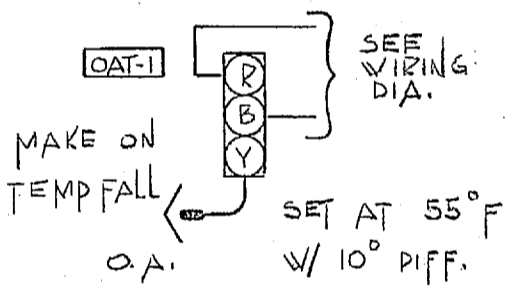 OAT-1
R
B
Y
SEE
WIRING
DIA.
MAKE ON
TEMP FALL
O.A.
SET AT 55°F
W/ 10° DIFF.